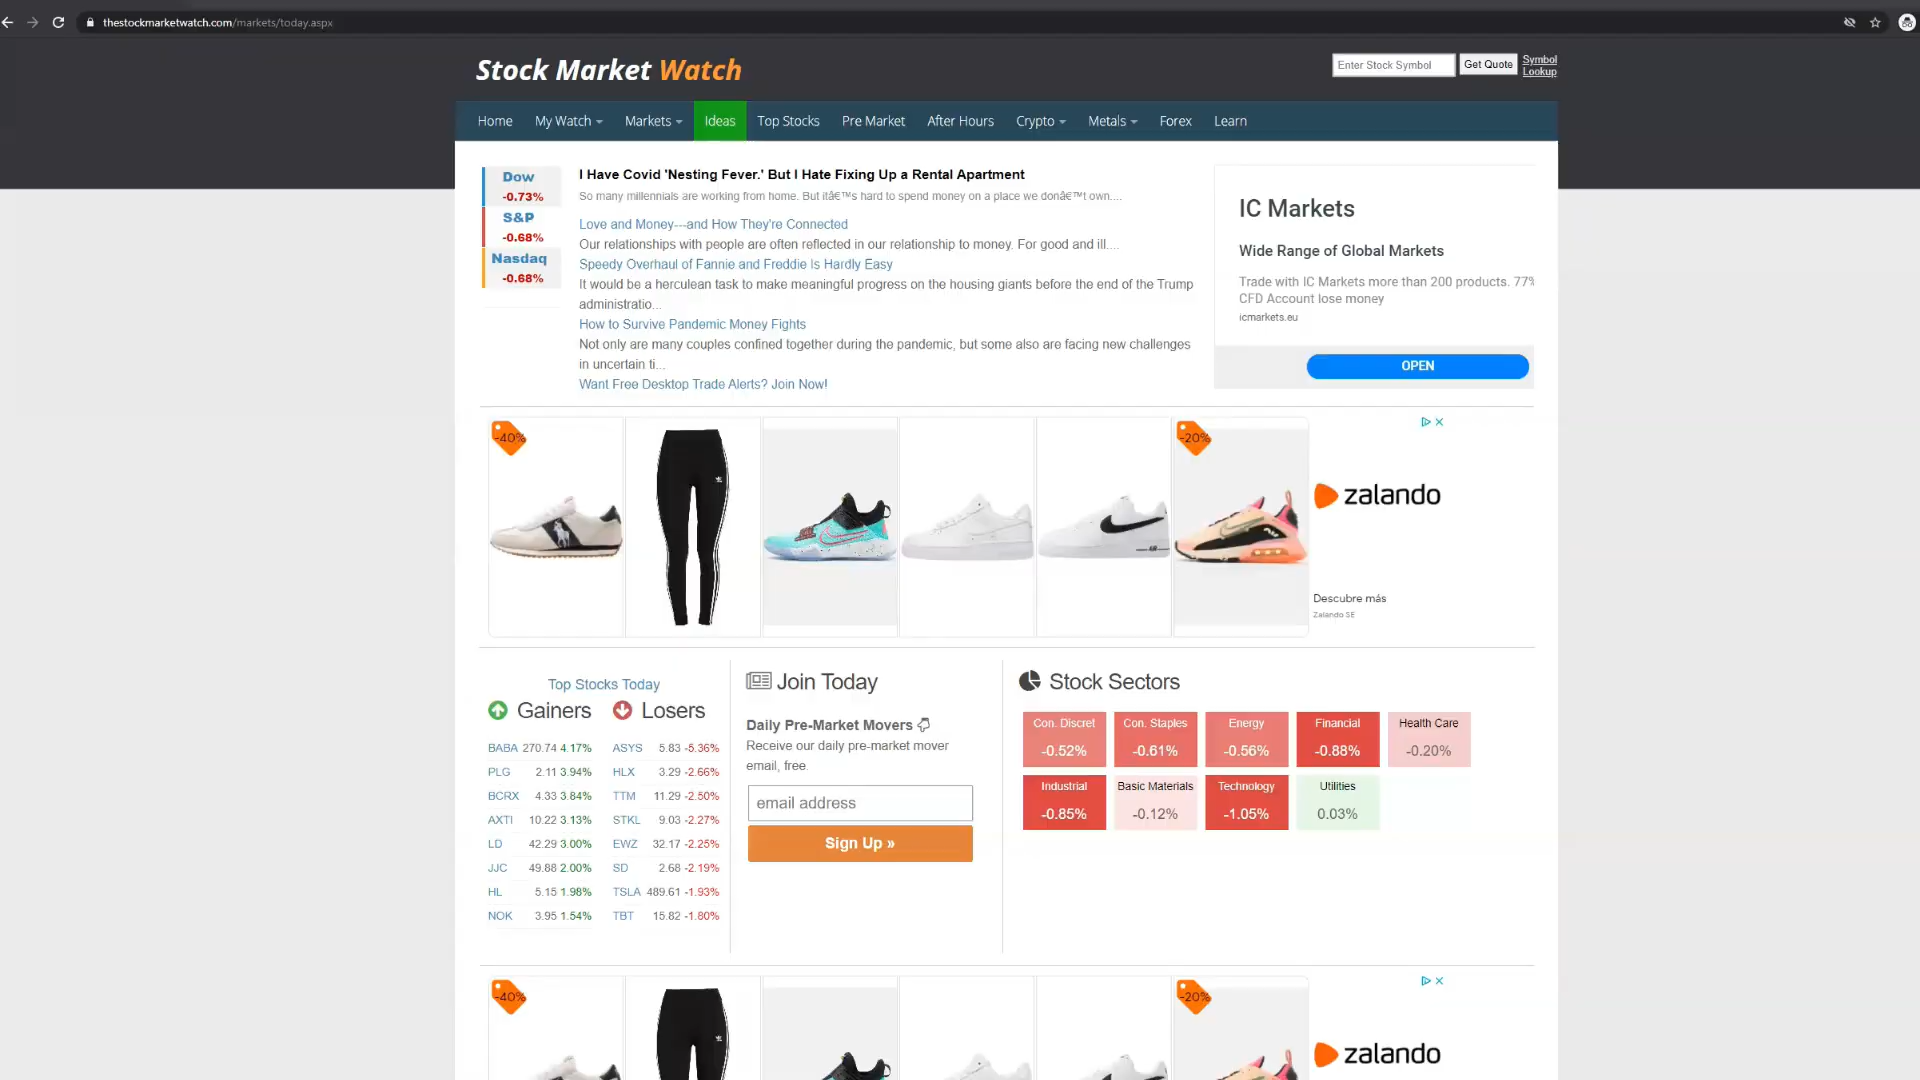 thestockmarketwatch.com/markets/today.aspx
Stock Market Watch
Enter Stock Symbol
Get Quote
Symbol
Lookup
Home My Watch Markets Ideas Top Stocks Pre Market After Hours Crypto Metals Forex Learn
Dow
-0.73%
S&P
-0.68%
Nasdaq
-0.68%
I Have Covid 'Nesting Fever.' But I Hate Fixing Up a Rental Apartment
So many millennials are working from home. But itâ€™s hard to spend money on a place we donâ€™t own....
Love and Money---and How They're Connected
Our relationships with people are often reflected in our relationship to money. For good and ill....
Speedy Overhaul of Fannie and Freddie Is Hardly Easy
It would be a herculean task to make meaningful progress on the housing giants before the end of the Trump
administratio...
How to Survive Pandemic Money Fights
Not only are many couples confined together during the pandemic, but some also are facing new challenges
in uncertain ti...
Want Free Desktop Trade Alerts? Join Now!
IC Markets
Wide Range of Global Markets
Trade with IC Markets more than 200 products. 77%
CFD Account lose money
icmarkets.eu
OPEN
-40%
-20%
zalando
Descubre más
Zalando SE
Top Stocks Today
Gainers Losers
BABA 270.74 4.17% ASYS 5.83 -5.36%
PLG 2.11 3.94% HLX 3.29 -2.66%
BCRX 4.33 3.84% TTM 11.29 -2.50%
AXTI 10.22 3.13% STKL 9.03 -2.27%
LD 42.29 3.00% EWZ 32.17 -2.25%
JJC 49.88 2.00% SD 2.68 -2.19%
HL 5.15 1.98% TSLA 489.61 -1.93%
NOK 3.95 1.54% TBT 15.82 -1.80%
Join Today
Daily Pre-Market Movers
Receive our daily pre-market mover
email, free.
email address
Sign Up »
Stock Sectors
Con. Discret Con. Staples Energy Financial Health Care
-0.52% -0.61% -0.56% -0.88% -0.20%
Industrial Basic Materials Technology Utilities
-0.85% -0.12% -1.05% 0.03%
-40%
-20%
zalando